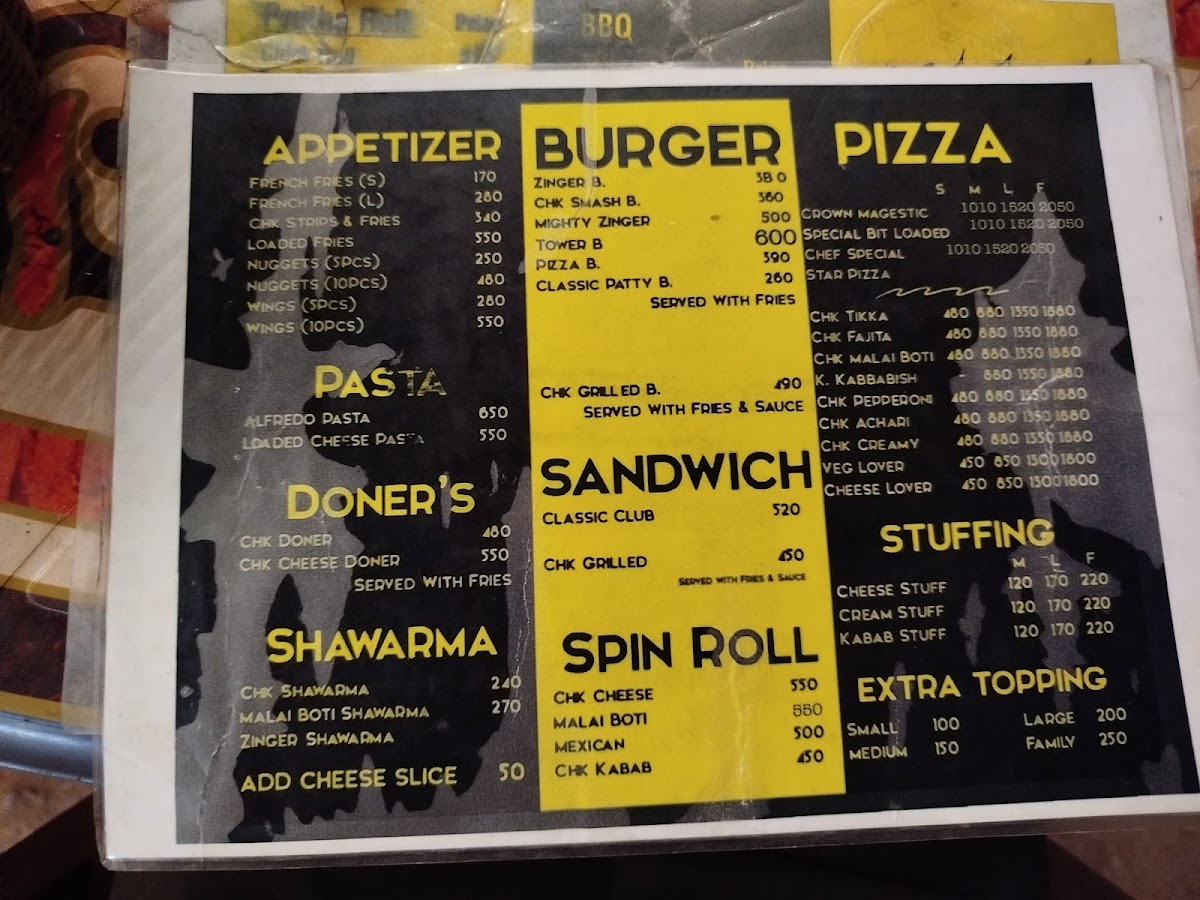 BBQ
APPETIZER
FRENCH FRIES (S) 170
FRENCH FRIES (L) 280
CHK STRIPS & FRIES 340
LOADED FRIES 550
NUGGETS (5PCS) 250
NUGGETS (10PCS) 480
WINGS (5PCS) 280
WINGS (10PCS) 550
PASTA
ALFREDO PASTA 650
LOADED CHEESE PASTA 550
DONER'S
CHK DONER 480
CHK CHEESE DONER 550
SERVED WITH FRIES
SHAWARMA
CHK SHAWARMA 240
MALAI BOTI SHAWARMA 270
ZINGER SHAWARMA
ADD CHEESE SLICE 50
BURGER
ZINGER B. 380
CHK SMASH B. 360
MIGHTY ZINGER 500
TOWER B 600
PIZZA B. 390
CLASSIC PATTY B. 260
SERVED WITH FRIES
CHK GRILLED B. 490
SERVED WITH FRIES & SAUCE
SANDWICH
CLASSIC CLUB 520
CHK GRILLED 450
SERVED WITH FRIES & SAUCE
SPIN ROLL
CHK CHEESE 550
MALAI BOTI 550
MEXICAN 500
CHK KABAB 450
PIZZA
S M L F
CROWN MAGESTIC 1010 1520 2050
SPECIAL BIT LOADED 1010 1520 2050
CHEF SPECIAL 1010 1520 2050
STAR PIZZA
CHK TIKKA 480 880 1350 1880
CHK FAJITA 480 880 1350 1880
CHK MALAI BOTI 480 880 1350 1880
K. KABBABISH 880 1550 1880
CHK PEPPERONI 480 880 1350 1880
CHK ACHARI 480 880 1350 1880
CHK CREAMY 480 880 1350 1880
VEG LOVER 450 850 1300 1800
CHEESE LOVER 450 850 1300 1800
STUFFING
M L F
CHEESE STUFF 120 170 220
CREAM STUFF 120 170 220
KABAB STUFF 120 170 220
EXTRA TOPPING
SMALL 100 LARGE 200
MEDIUM 150 FAMILY 250